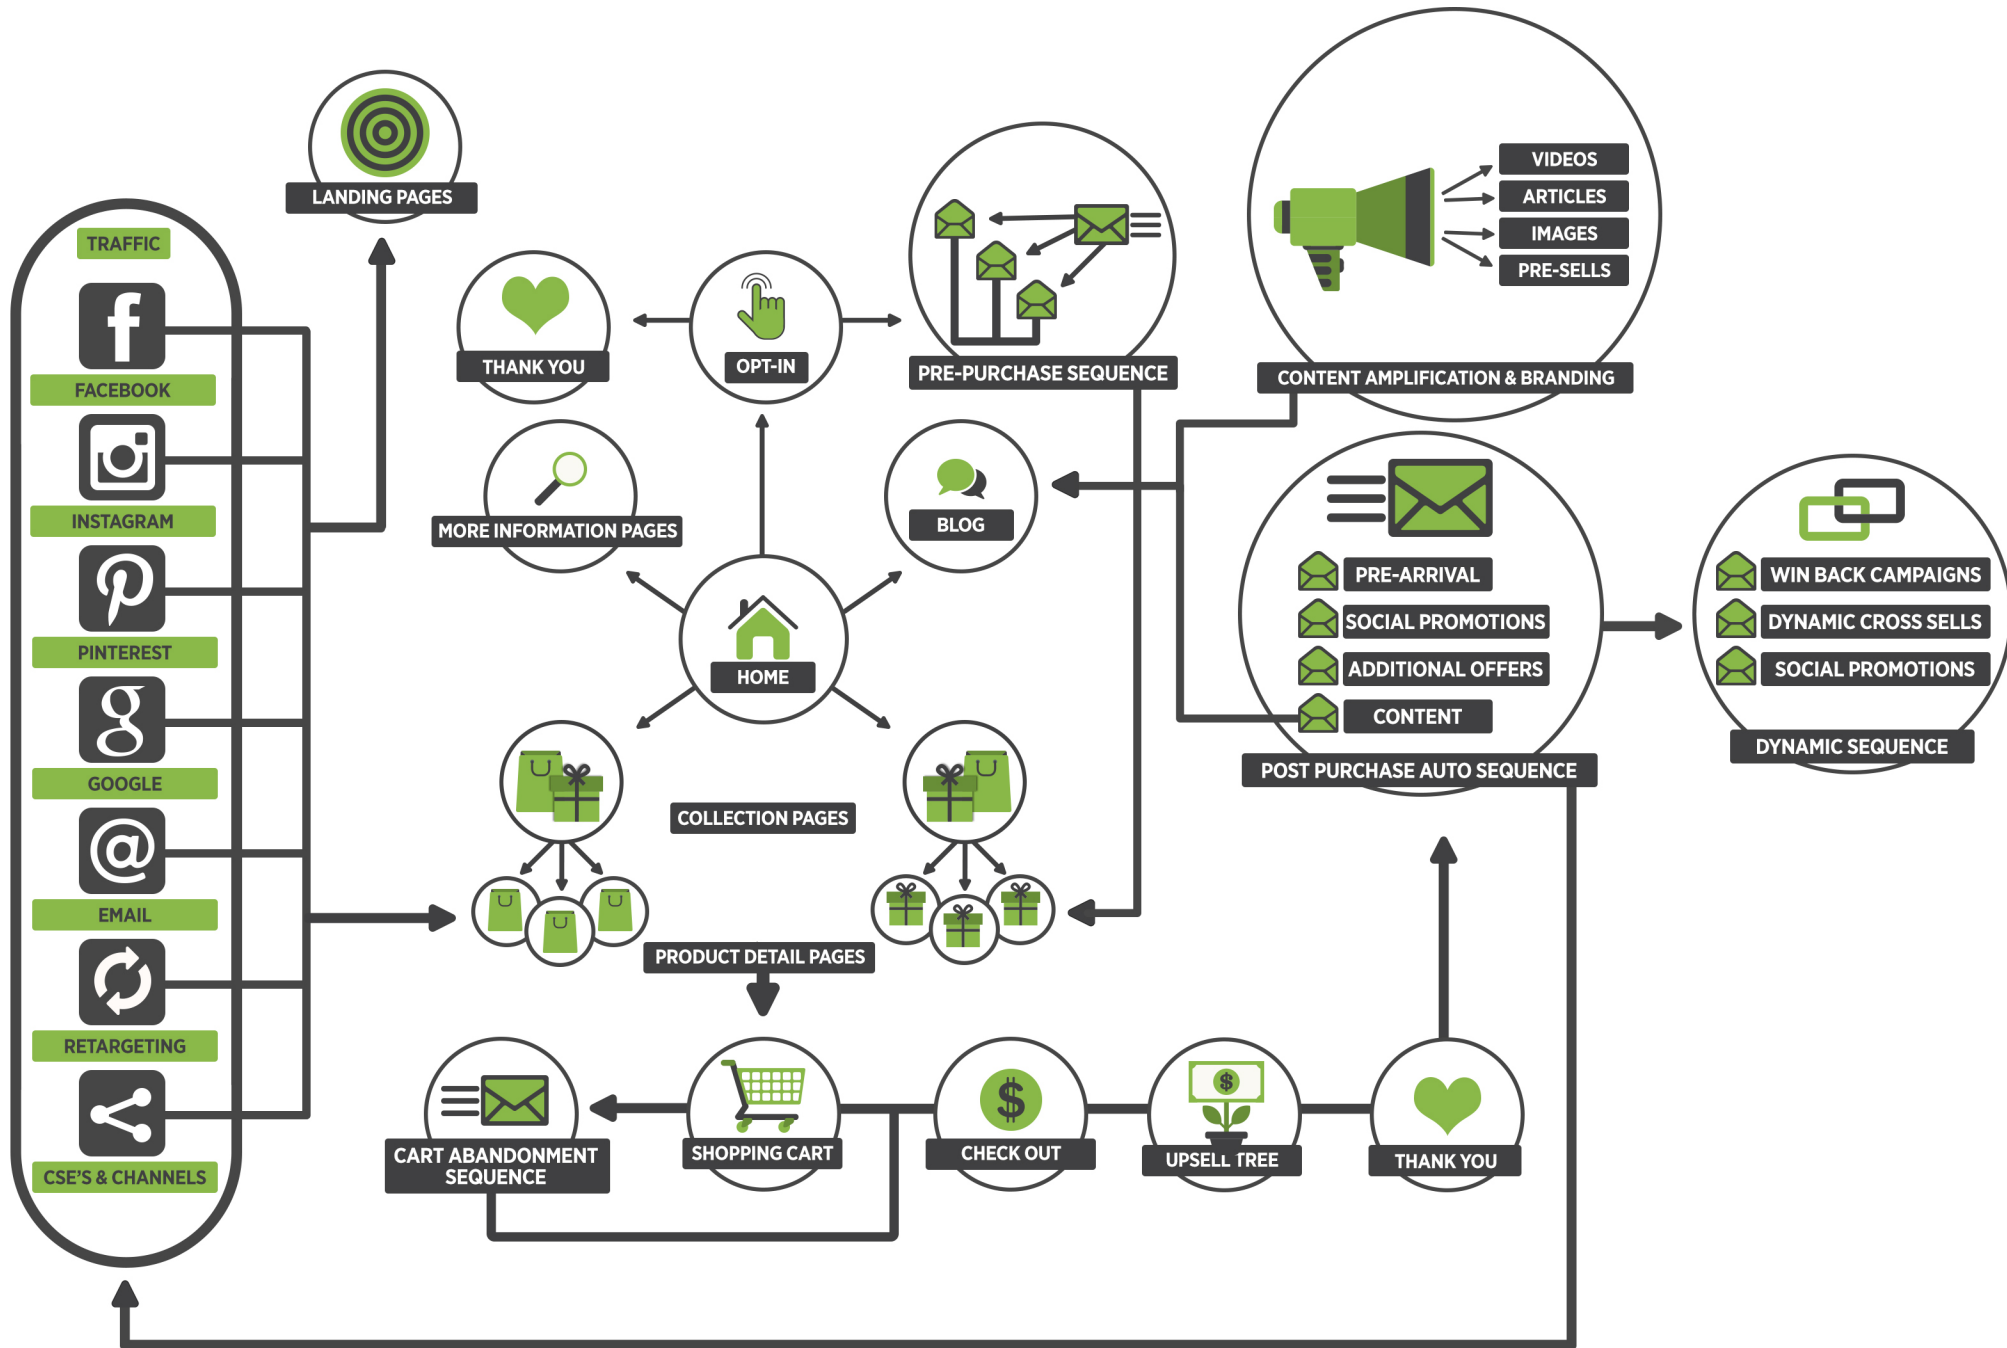 TRAFFIC
FACEBOOK
INSTAGRAM
PINTEREST
GOOGLE
EMAIL
RETARGETING
CSE'S & CHANNELS
LANDING PAGES
THANK YOU
OPT-IN
PRE-PURCHASE SEQUENCE
VIDEOS
ARTICLES
IMAGES
PRE-SELLS
CONTENT AMPLIFICATION & BRANDING
MORE INFORMATION PAGES
BLOG
HOME
COLLECTION PAGES
PRODUCT DETAIL PAGES
PRE-ARRIVAL
SOCIAL PROMOTIONS
ADDITIONAL OFFERS
CONTENT
POST PURCHASE AUTO SEQUENCE
WIN BACK CAMPAIGNS
DYNAMIC CROSS SELLS
SOCIAL PROMOTIONS
DYNAMIC SEQUENCE
CART ABANDONMENT
SEQUENCE
SHOPPING CART
CHECK OUT
UPSELL TREE
THANK YOU